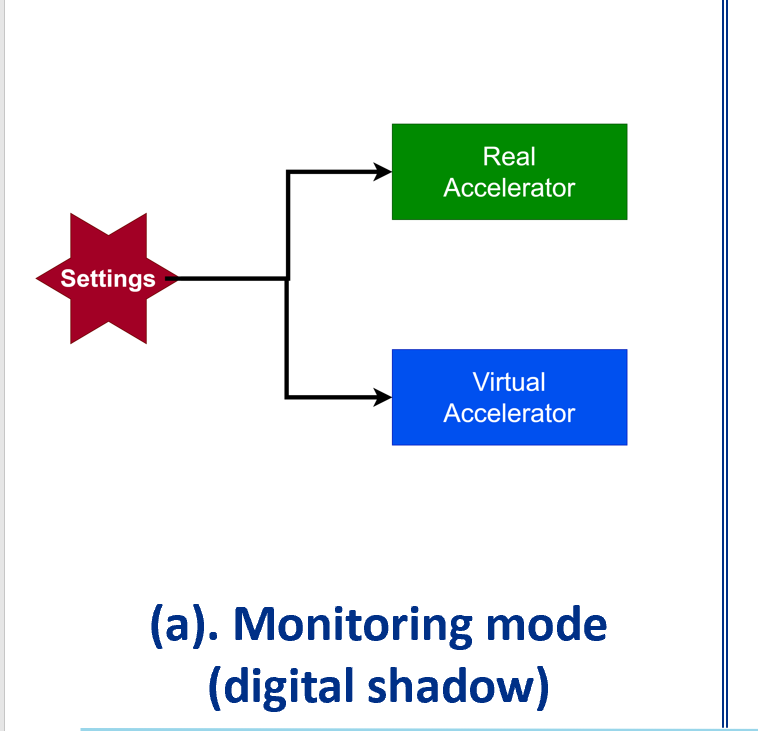 Real
Accelerator
Settings
Virtual
Accelerator
(a). Monitoring mode
(digital shadow)